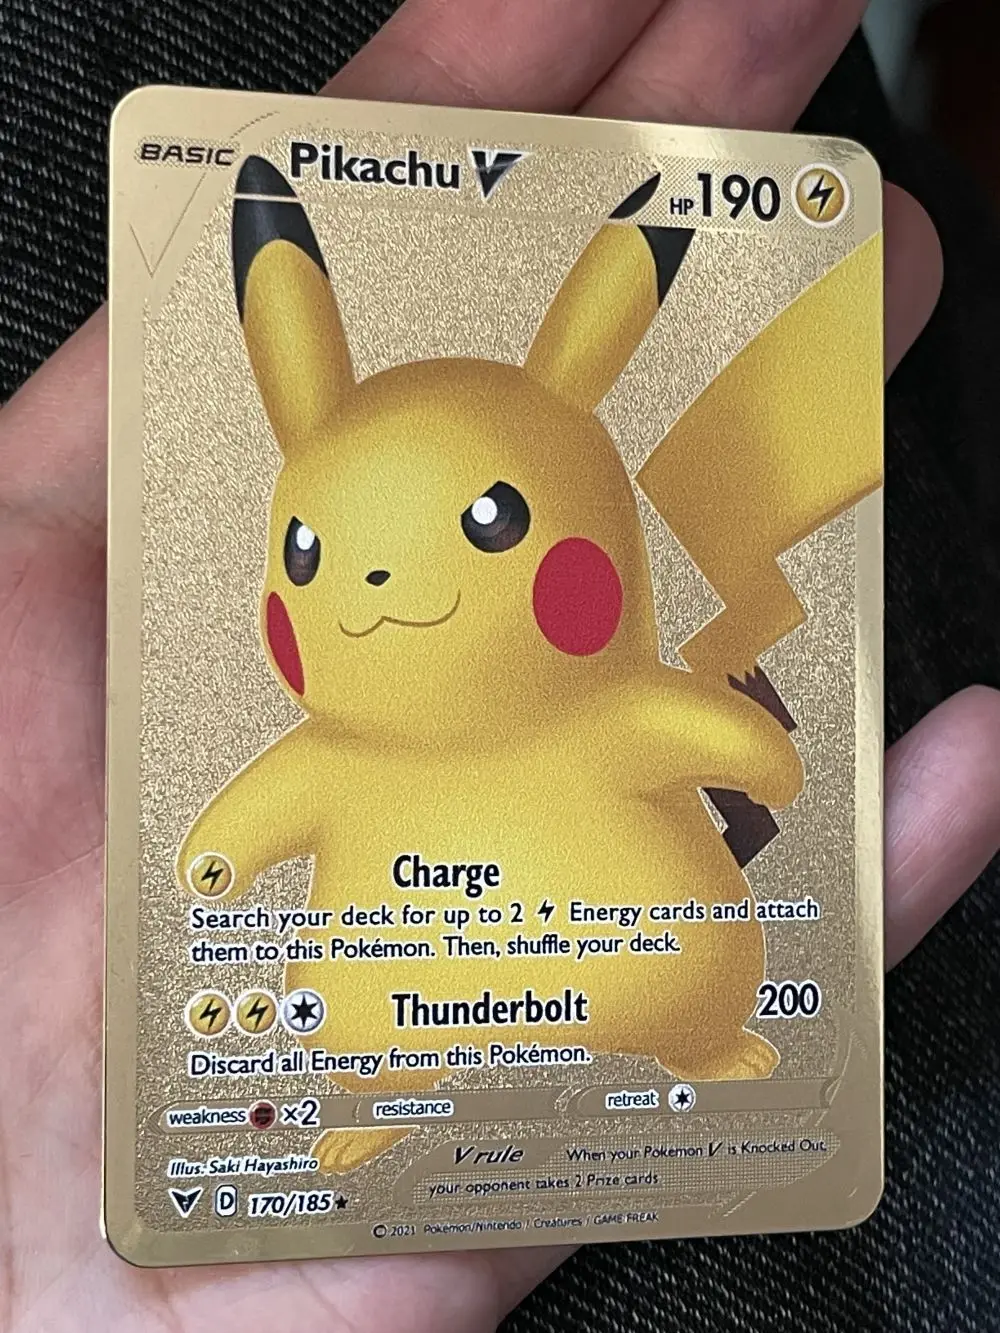 BASIC Pikachu V HP 190
Charge
Search your deck for up to 2 Energy cards and attach
them to this Pokémon. Then, shuffle your deck.
Thunderbolt 200
Discard all Energy from this Pokémon.
weakness ×2 resistance retreat
Illus. Saki Hayashiro
V rule When your Pokémon V is Knocked Out,
your opponent takes 2 Prize cards
D 170/185 ★
© 2021 Pokémon/Nintendo / Creatures / GAME FREAK